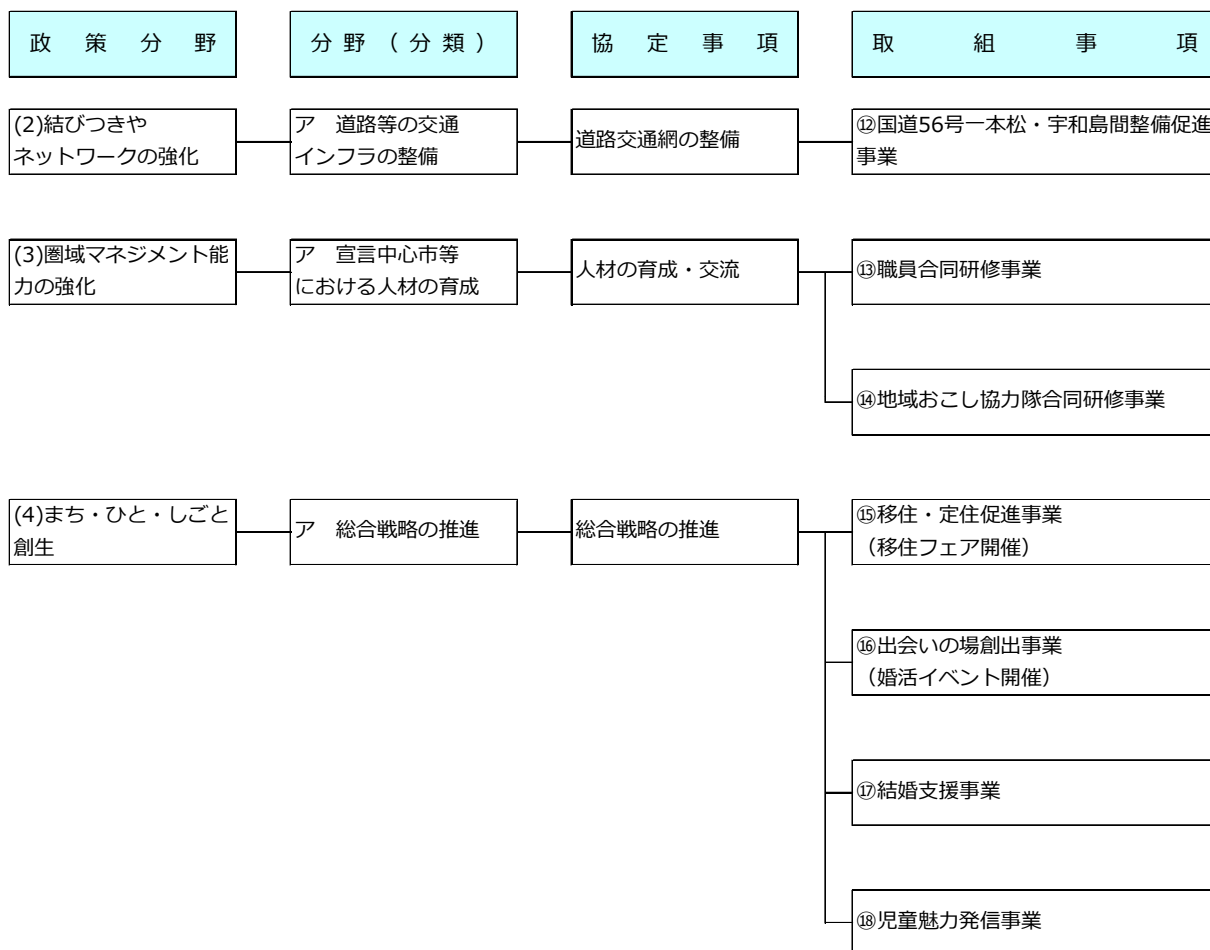 政策分野
分野（分類）
協定事項
取組事項
(2)結びつきや
ネットワークの強化
ア　道路等の交通
インフラの整備
道路交通網の整備
⑫国道56号一本松・宇和島間整備促進
事業
(3)圏域マネジメント能
力の強化
ア　宣言中心市等
における人材の育成
人材の育成・交流
⑬職員合同研修事業
⑭地域おこし協力隊合同研修事業
(4)まち・ひと・しごと
創生
ア　総合戦略の推進
総合戦略の推進
⑮移住・定住促進事業
（移住フェア開催）
⑯出会いの場創出事業
（婚活イベント開催）
⑰結婚支援事業
⑱児童魅力発信事業